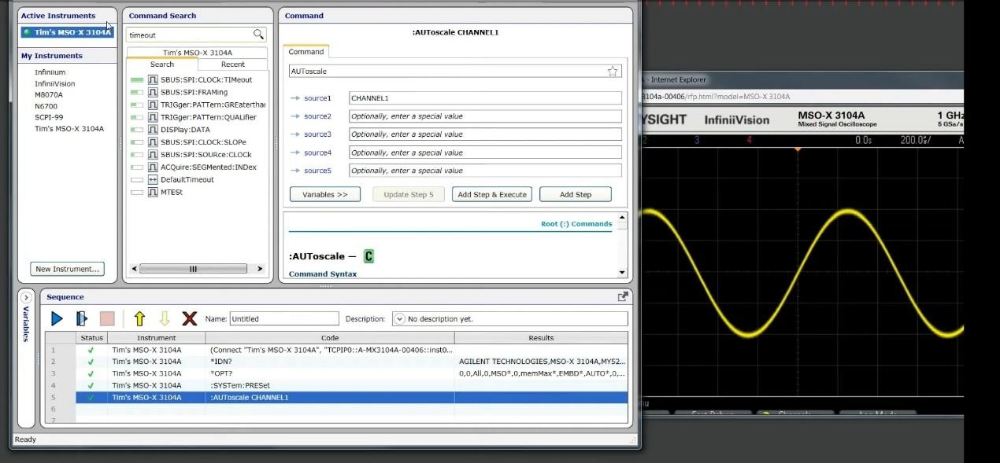 Active Instruments
Tim's MSO-X 3104A
My Instruments
Infiniium
InfiniiVision
M8070A
N6700
SCPI-99
Tim's MSO-X 3104A
New Instrument...
Command Search
timeout
Tim's MSO-X 3104A
Search Recent
SBUS:SPI:CLOCk:TIMeout
SBUS:SPI:FRAMing
TRIGger:PATTern:GREaterthan
TRIGger:PATTern:QUALifier
DISPlay:DATA
SBUS:SPI:CLOCk:SLOPe
SBUS:SPI:SOURce:CLOCk
ACQuire:SEGMented:INDex
DefaultTimeout
MTESt
Command
:AUToscale CHANNEL1
Command
AUToscale
source1 CHANNEL1
source2 Optionally, enter a special value
source3 Optionally, enter a special value
source4 Optionally, enter a special value
source5 Optionally, enter a special value
Variables >> Update Step 5 Add Step & Execute Add Step
Root (:) Commands
:AUToscale — C
Command Syntax
Variables
Sequence
Name: Untitled Description: No description yet.
Status Instrument Code Results
1 Tim's MSO-X 3104A (Connect "Tim's MSO-X 3104A", "TCPIP0::A-MX3104A-00406::inst0...
2 Tim's MSO-X 3104A *IDN? AGILENT TECHNOLOGIES,MSO-X 3104A,MY52...
3 Tim's MSO-X 3104A *OPT? 0,0,All,0,MSO*,0,memMax*,EMBD*,AUTO*,0,...
4 Tim's MSO-X 3104A :SYSTem:PRESet
5 Tim's MSO-X 3104A :AUToscale CHANNEL1
6
7
Ready
A - Internet Explorer
3104a-00406/rfp.html?model=MSO-X 3104A
YSIGHT InfiniiVision MSO-X 3104A
Mixed Signal Oscilloscope
1 GHz
5 GSa/s
2 3 4 0.0s 200.0%/ A
nu
Channels